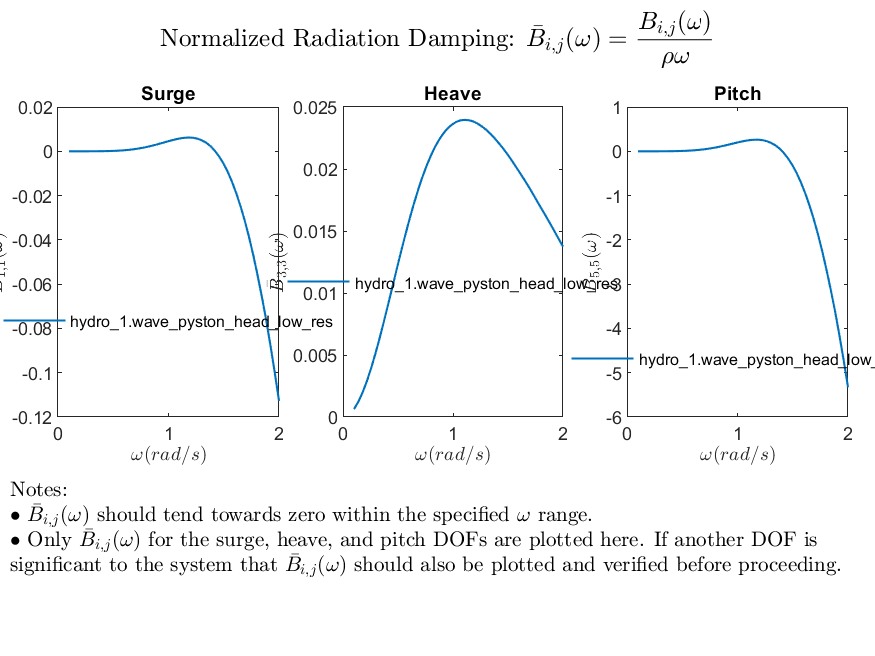 Normalized Radiation Damping: B̄_{i,j}(ω) = B_{i,j}(ω) / ρω
Surge
Heave
Pitch
0.02
0
-0.02
-0.04
-0.06
-0.08
-0.1
-0.12
0 1 2
ω(rad/s)
hydro_1.wave_pyston_head_low_res
0.025
0.02
0.015
0.01
0.005
0
B̄_{3,3}(ω)
0 1 2
ω(rad/s)
hydro_1.wave_pyston_head_low_res
1
0
-1
-2
-3
-4
-5
-6
B̄_{5,5}(ω)
0 1 2
ω(rad/s)
hydro_1.wave_pyston_head_low_
Notes:
• B̄_{i,j}(ω) should tend towards zero within the specified ω range.
• Only B̄_{i,j}(ω) for the surge, heave, and pitch DOFs are plotted here. If another DOF is
significant to the system that B̄_{i,j}(ω) should also be plotted and verified before proceeding.